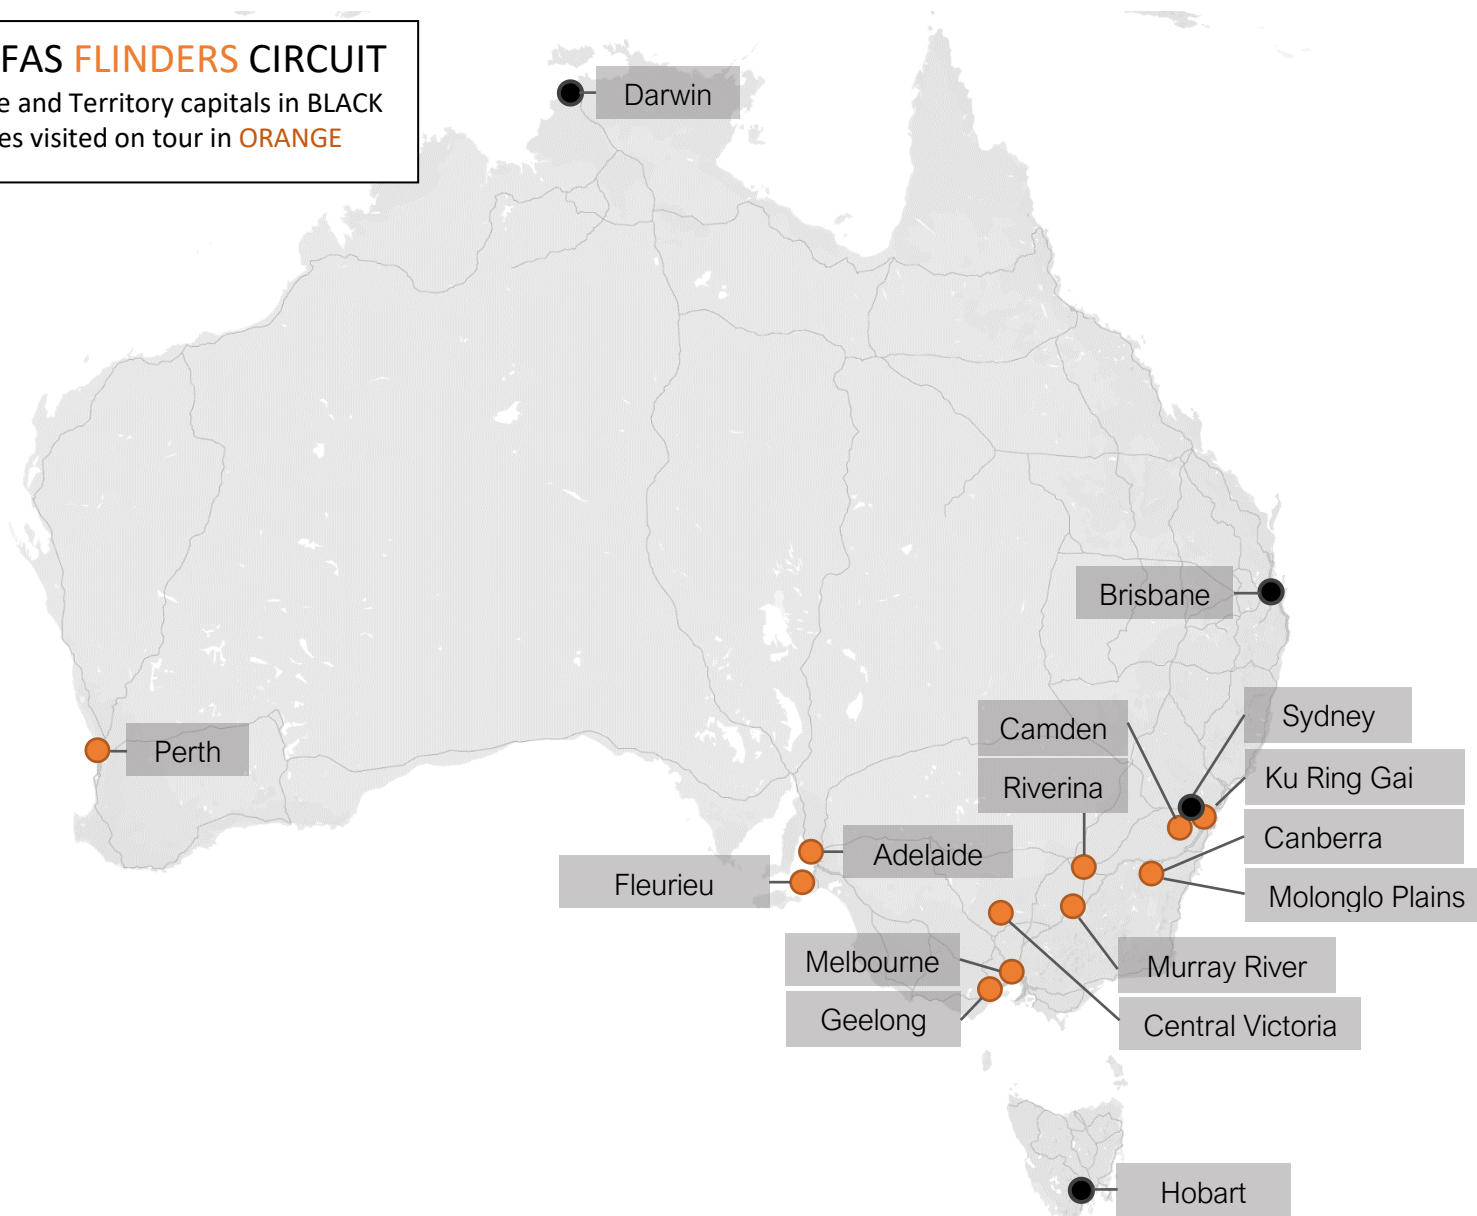 FAS FLINDERS CIRCUIT
e and Territory capitals in BLACK
es visited on tour in ORANGE
Darwin
Brisbane
Sydney
Camden
Perth
Ku Ring Gai
Riverina
Canberra
Adelaide
Fleurieu
Molonglo Plains
Melbourne
Murray River
Geelong
Central Victoria
Hobart